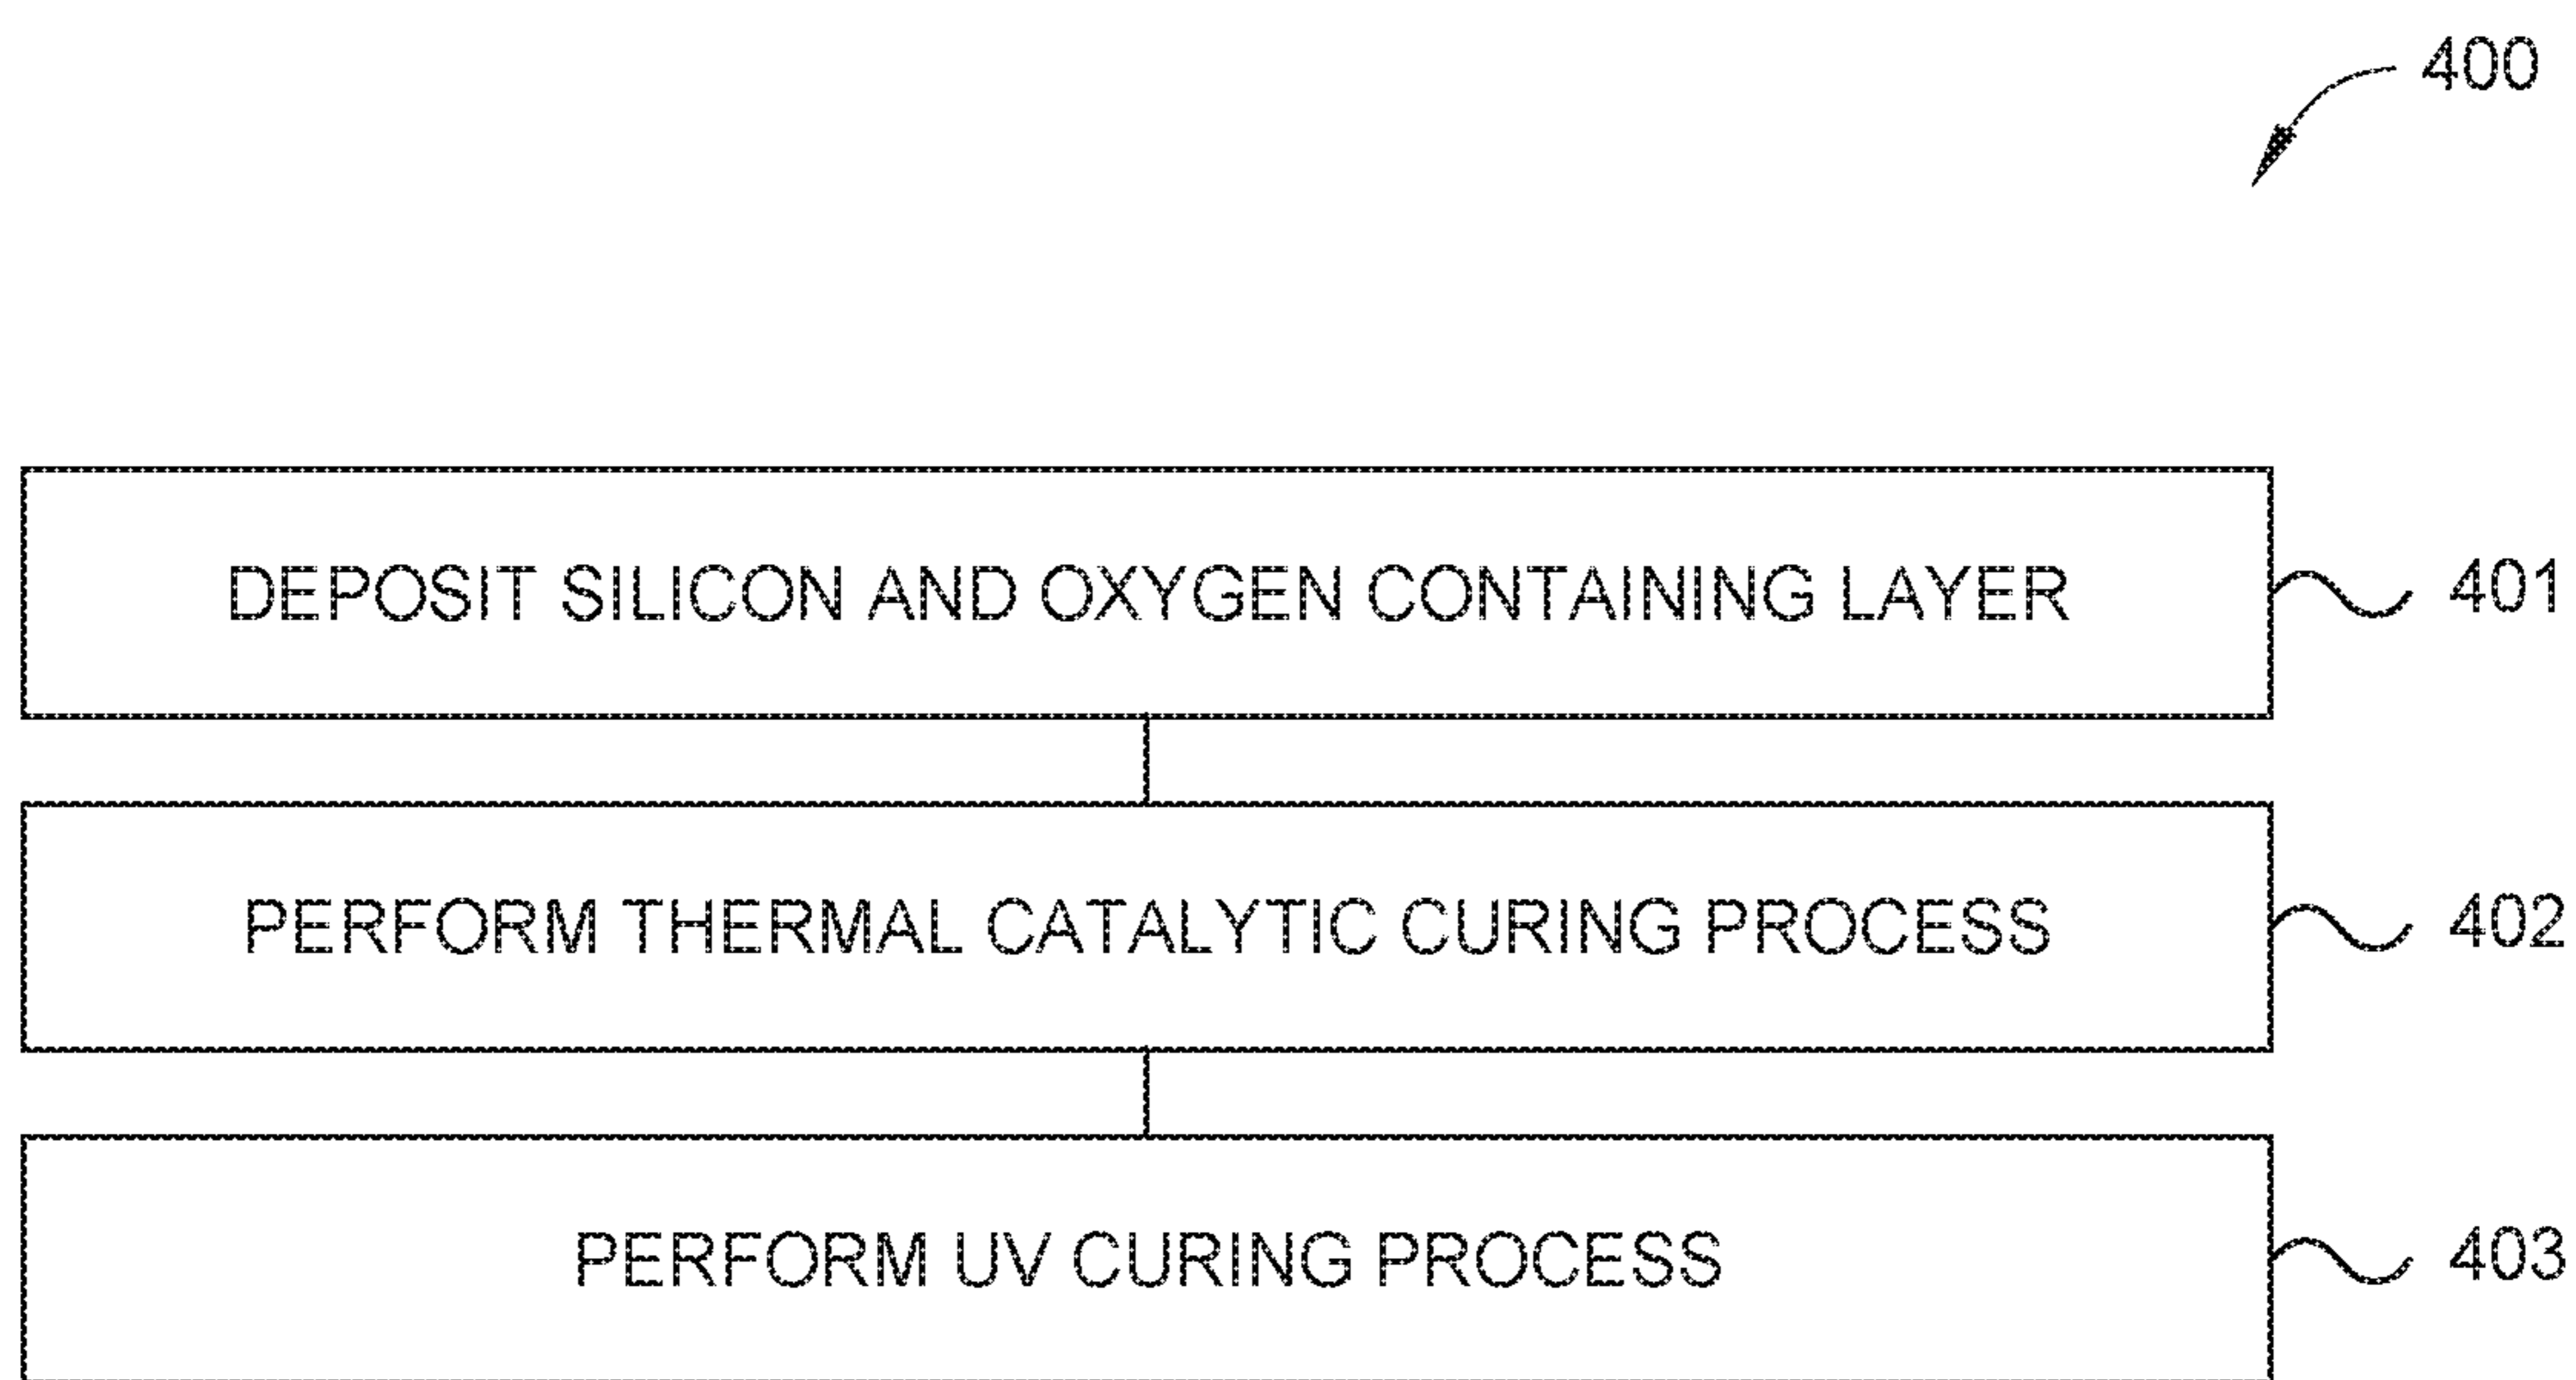 400
DEPOSIT SILICON AND OXYGEN CONTAINING LAYER 401
PERFORM THERMAL CATALYTIC CURING PROCESS 402
PERFORM UV CURING PROCESS 403